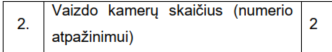 2. Vaizdo kamerų skaičius (numerio 2
atpažinimui)